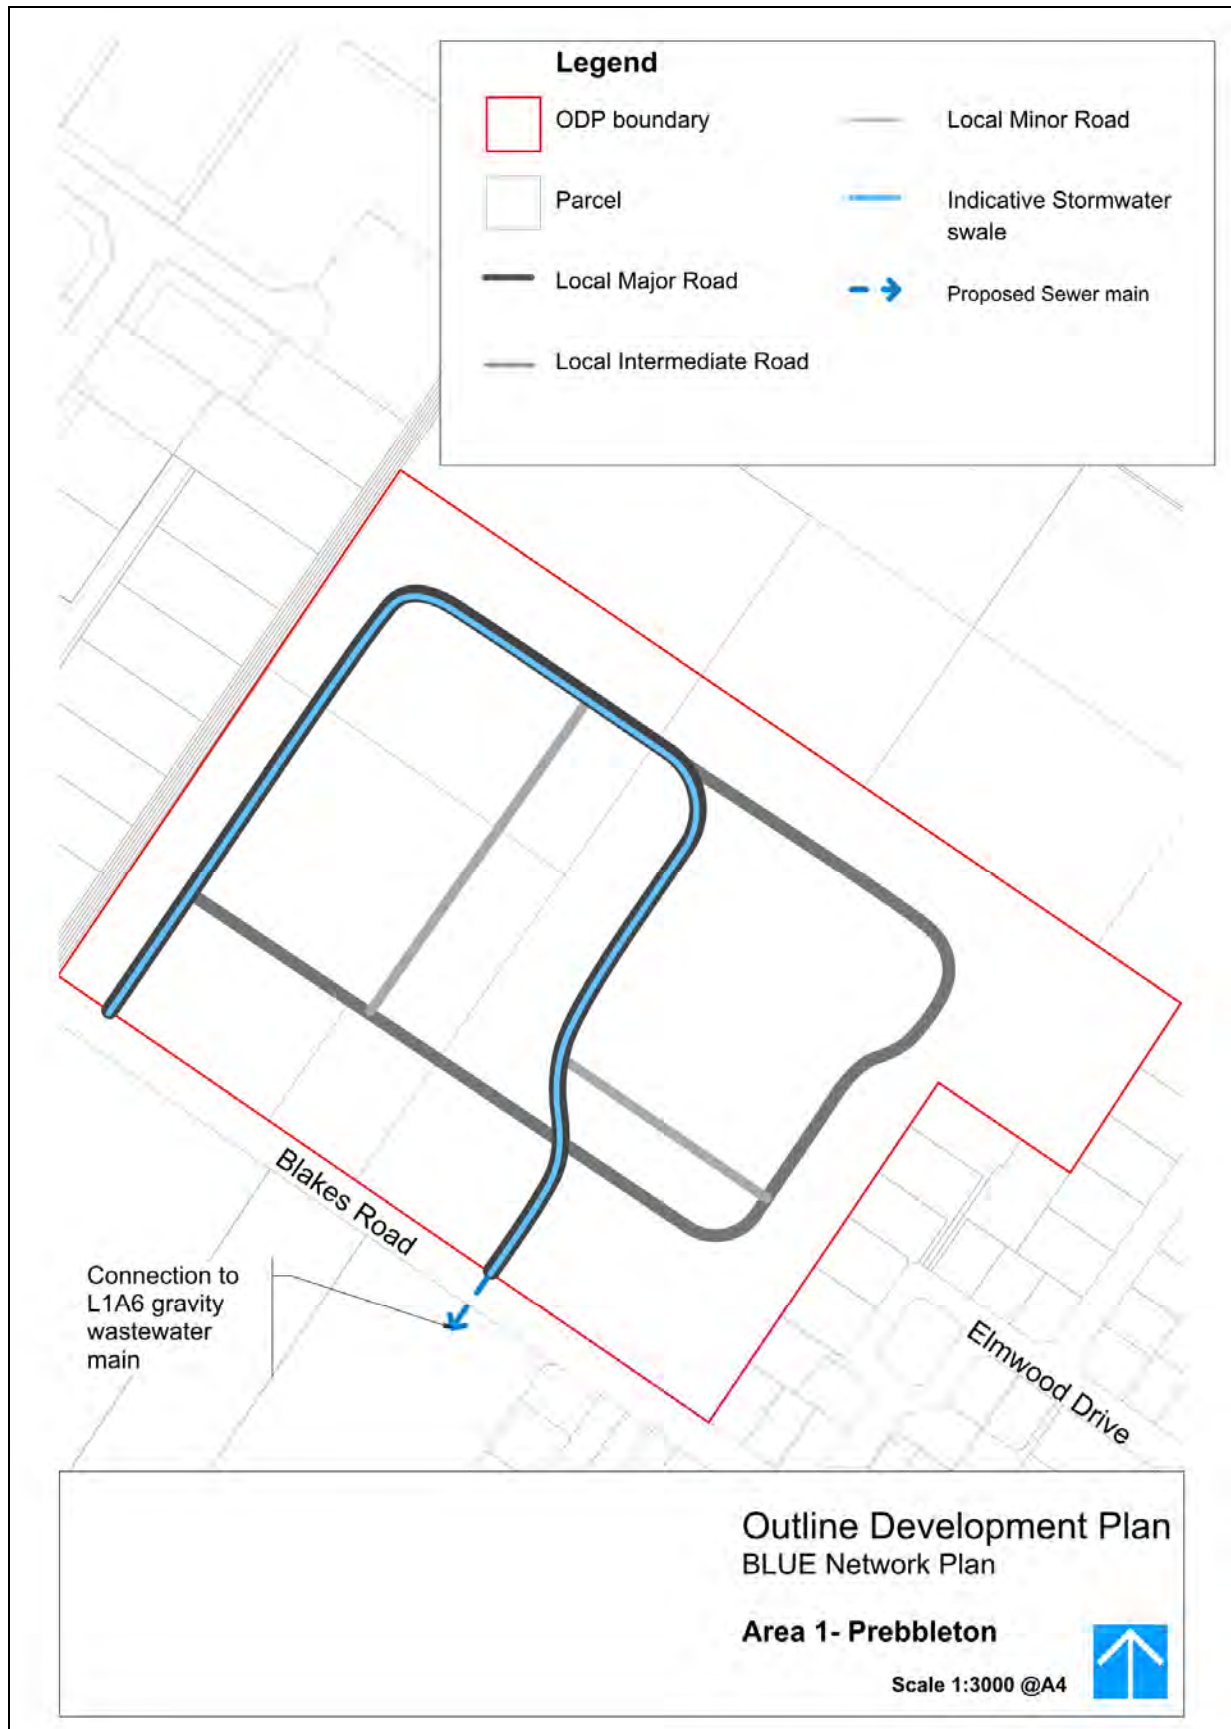 Legend
ODP boundary
Parcel
Local Major Road
Local Intermediate Road
Local Minor Road
Indicative Stormwater
swale
Proposed Sewer main
Blakes Road
Connection to
L1A6 gravity
wastewater
main
Elmwood Drive
Outline Development Plan
BLUE Network Plan
Area 1- Prebbleton
Scale 1:3000 @A4